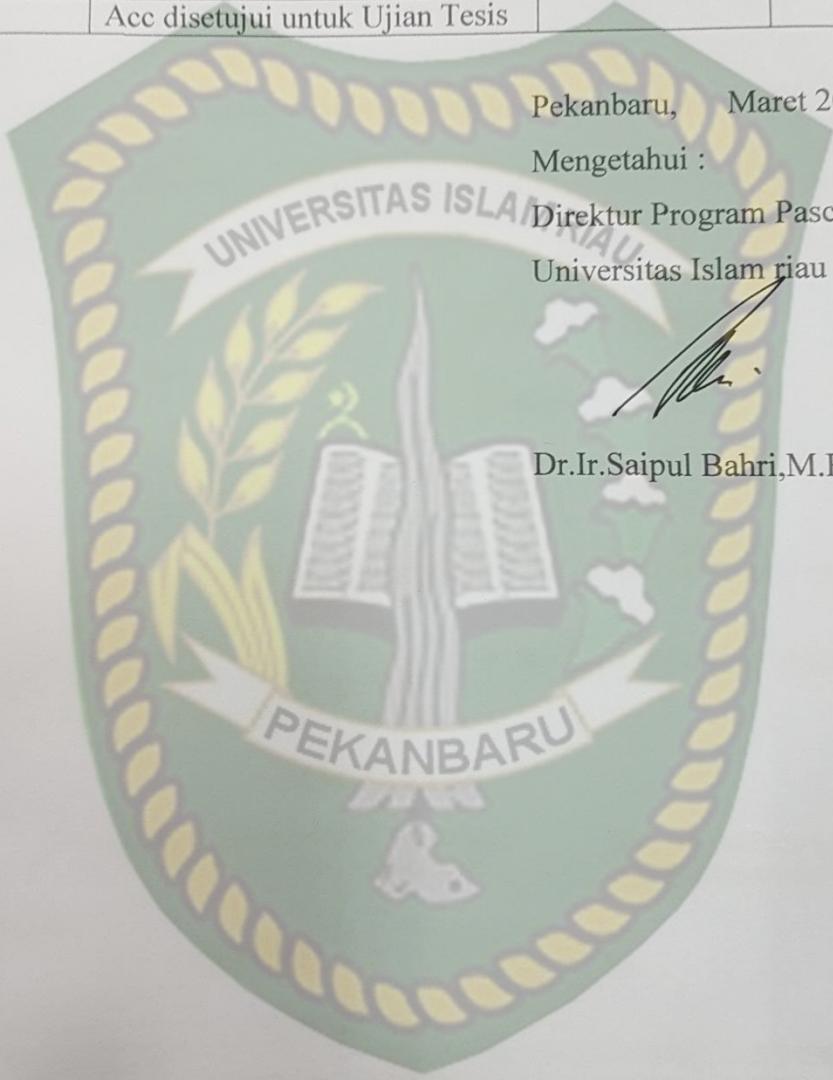 Acc disetujui untuk Ujian Tesis
Pekanbaru, Maret 2
Mengetahui :
Direktur Program Pasc
Universitas Islam riau
Dr.Ir.Saipul Bahri,M.
UNIVERSITAS ISLAM RIAU
PEKANBARU